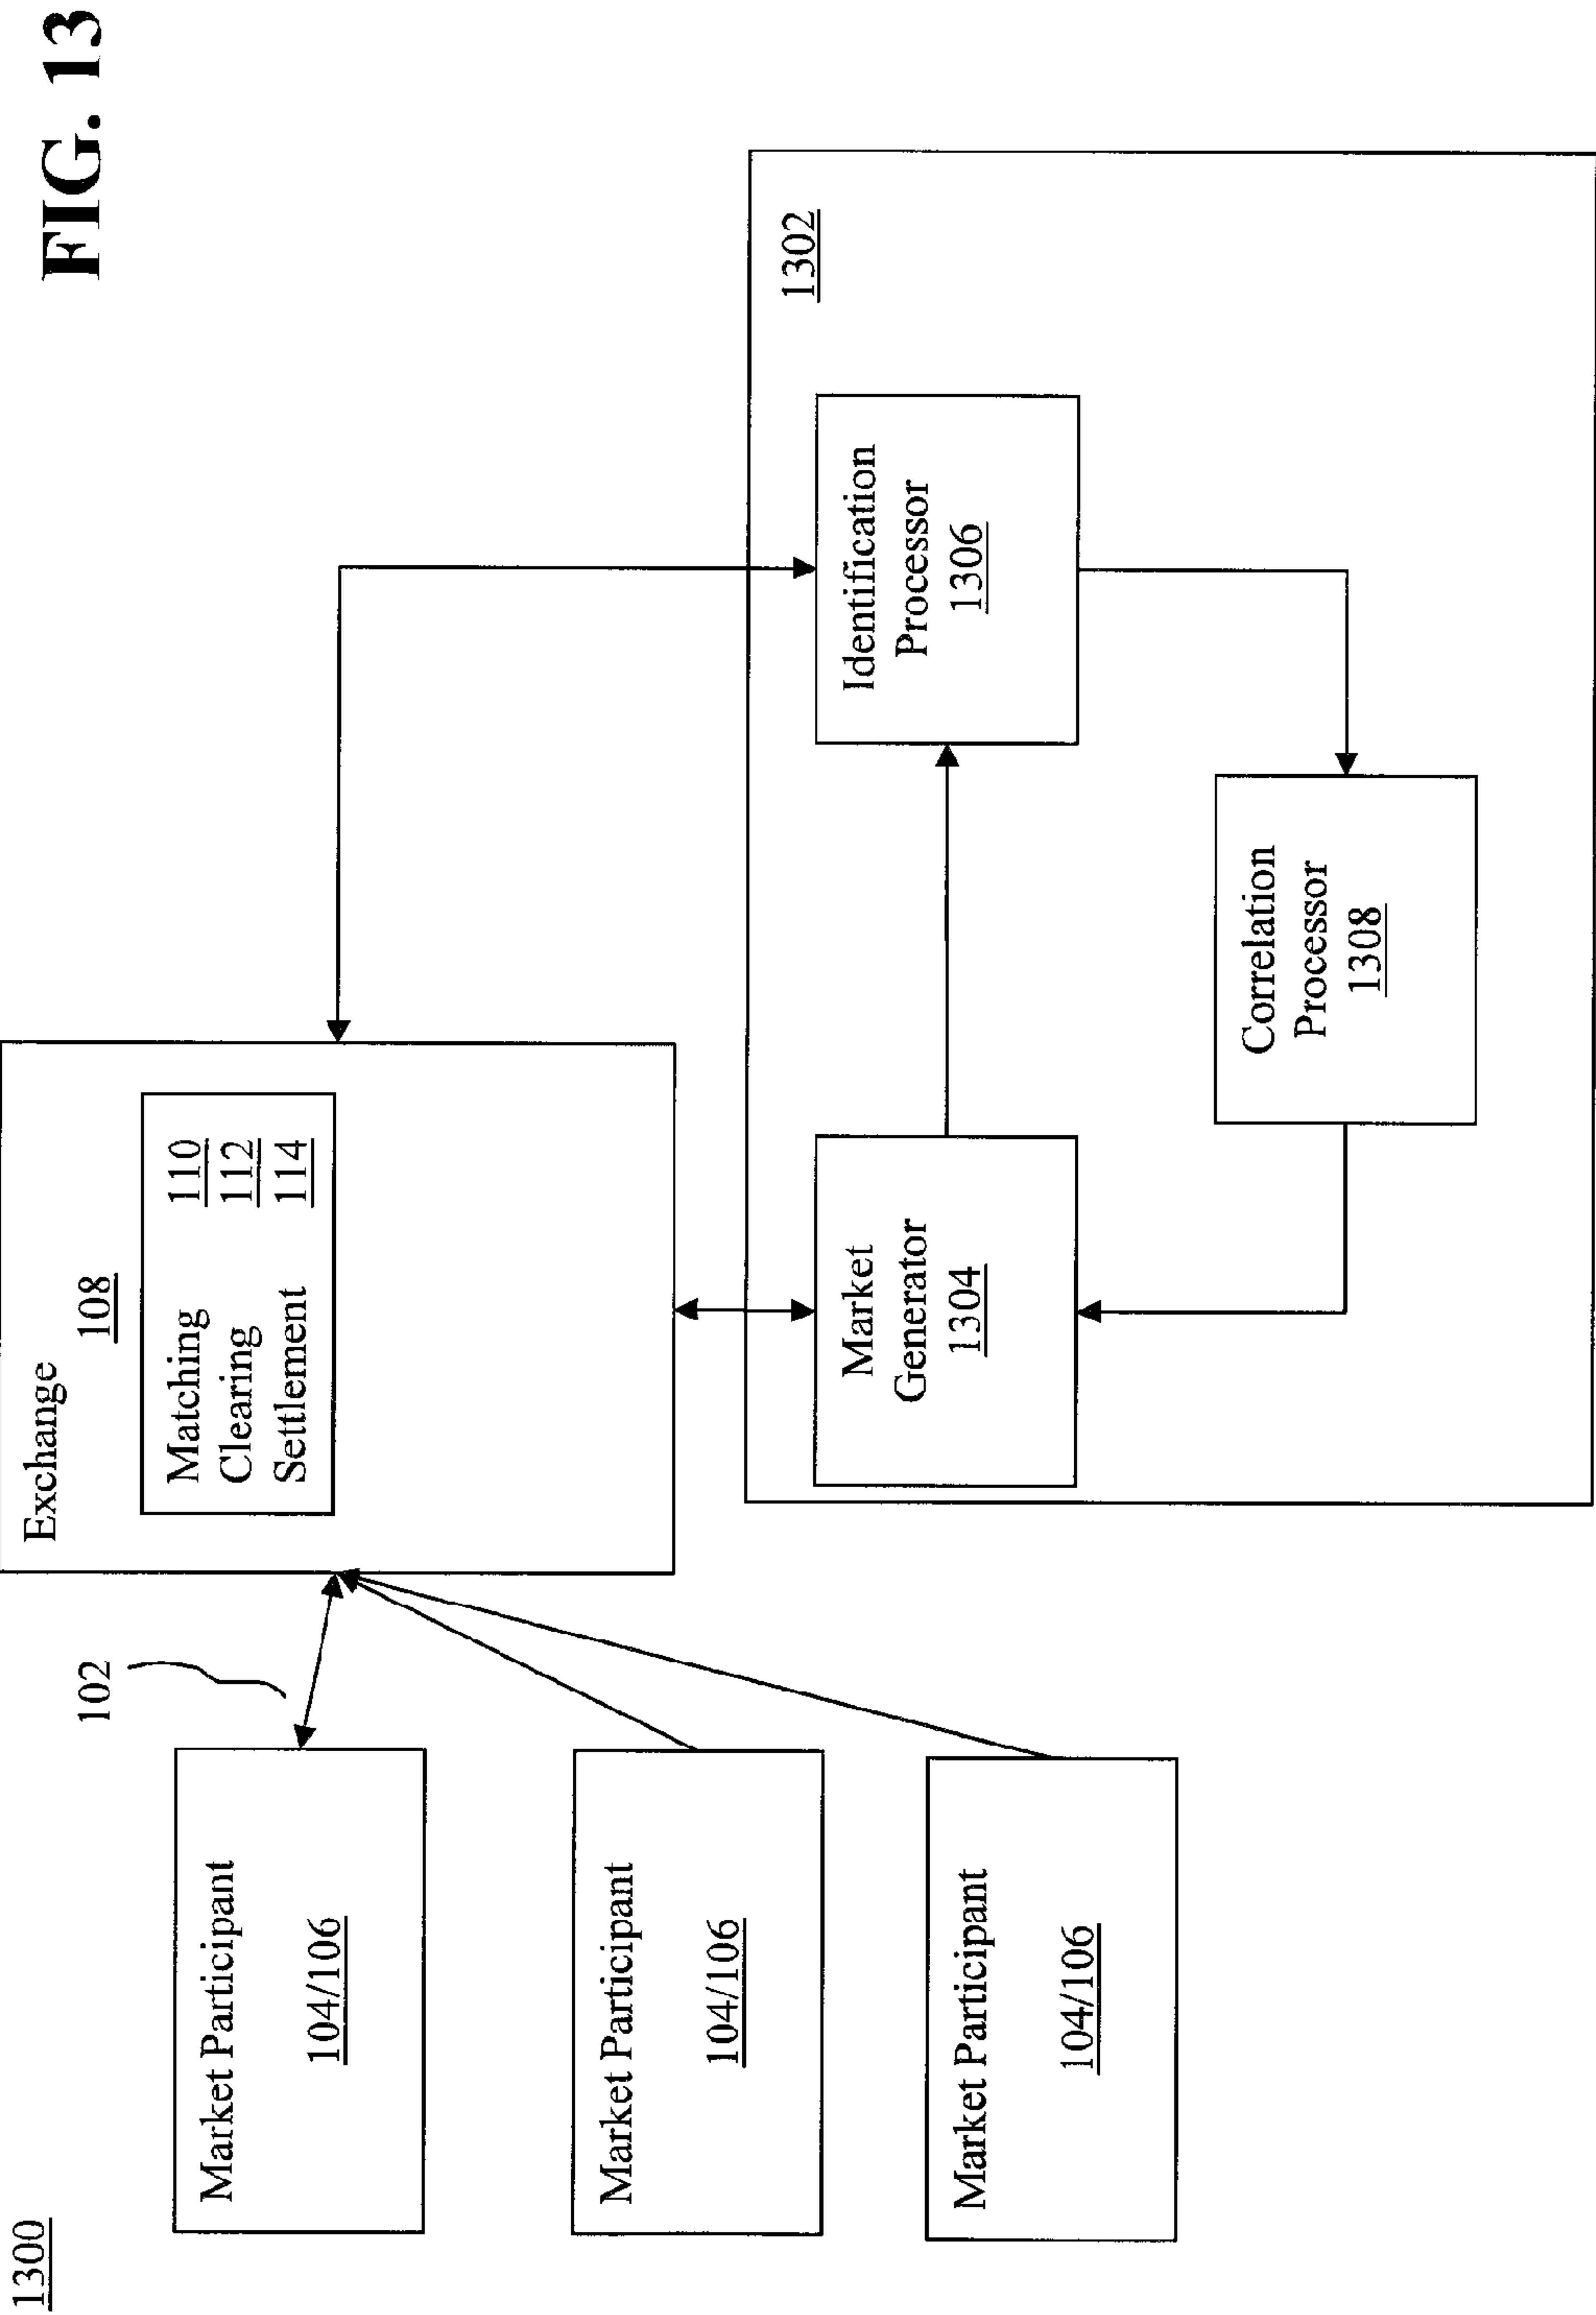 1300
FIG. 13
Exchange
108
Matching 110
Clearing 112
Settlement 114
102
Market Participant
104/106
Market Participant
104/106
Market Participant
104/106
1302
Market
Generator
1304
Identification
Processor
1306
Correlation
Processor
1308